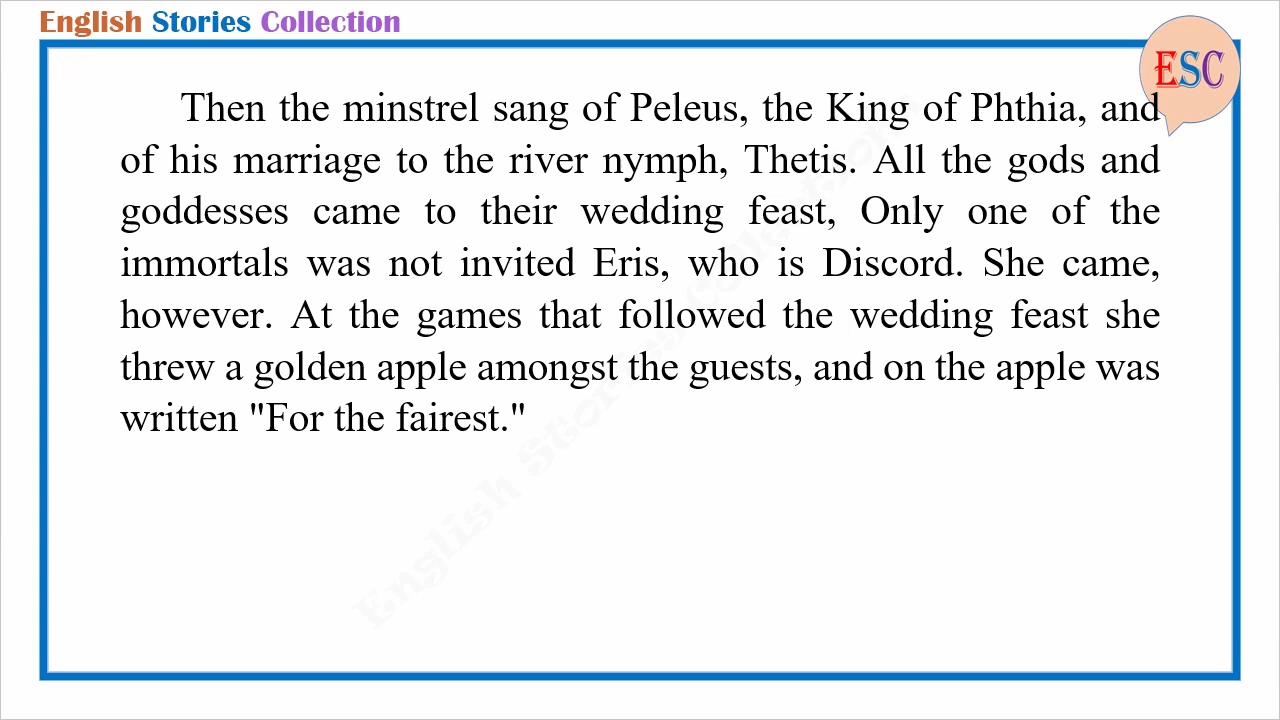 English Stories Collection
ESC
Then the minstrel sang of Peleus, the King of Phthia, and
of his marriage to the river nymph, Thetis. All the gods and
goddesses came to their wedding feast, Only one of the
immortals was not invited Eris, who is Discord. She came,
however. At the games that followed the wedding feast she
threw a golden apple amongst the guests, and on the apple was
written "For the fairest."
English Stories Collection